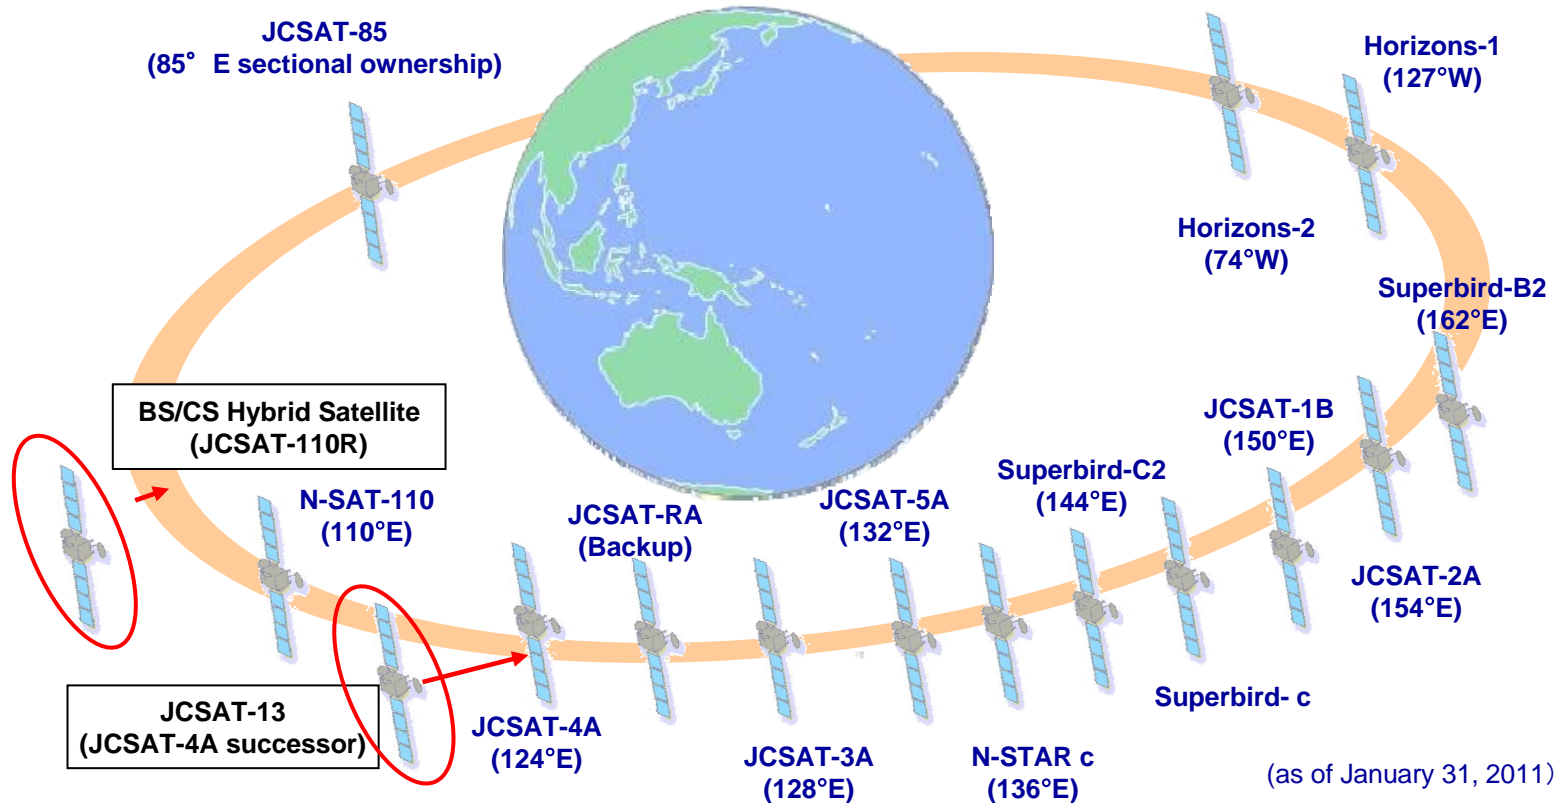 JCSAT-85
(85° E sectional ownership)
Horizons-1
(127°W)
Horizons-2
(74°W)
Superbird-B2
(162°E)
BS/CS Hybrid Satellite
(JCSAT-110R)
JCSAT-1B
(150°E)
Superbird-C2
(144°E)
N-SAT-110
(110°E)
JCSAT-RA
(Backup)
JCSAT-5A
(132°E)
JCSAT-2A
(154°E)
Superbird- c
JCSAT-13
(JCSAT-4A successor)
JCSAT-4A
(124°E)
JCSAT-3A
(128°E)
N-STAR c
(136°E)
(as of January 31, 2011）